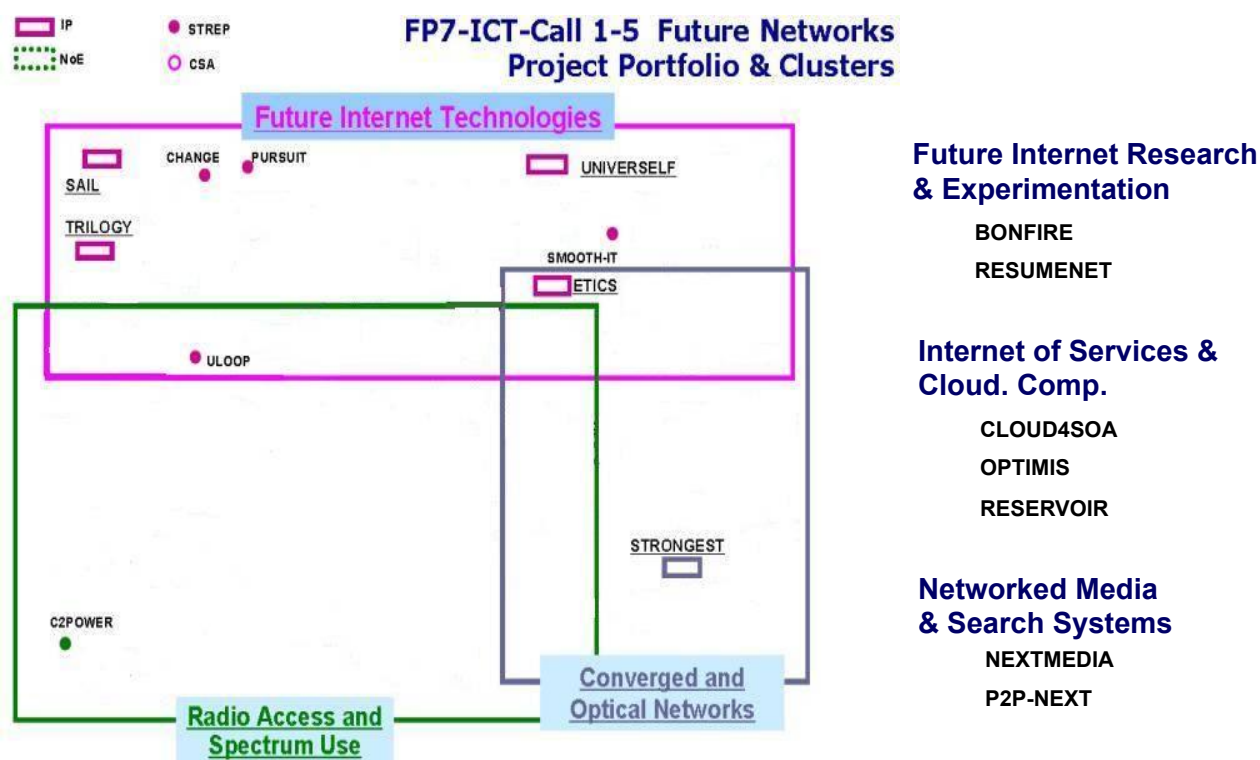 IP
STREP
NoE
CSA
FP7-ICT-Call 1-5 Future Networks
Project Portfolio & Clusters
Future Internet Technologies
CHANGE
PURSUIT
SAIL
UNIVERSELF
TRILOGY
SMOOTH-IT
ETICS
ULOOP
STRONGEST
C2POWER
Converged and
Optical Networks
Radio Access and
Spectrum Use
Future Internet Research
& Experimentation
BONFIRE
RESUMENET
Internet of Services &
Cloud. Comp.
CLOUD4SOA
OPTIMIS
RESERVOIR
Networked Media
& Search Systems
NEXTMEDIA
P2P-NEXT